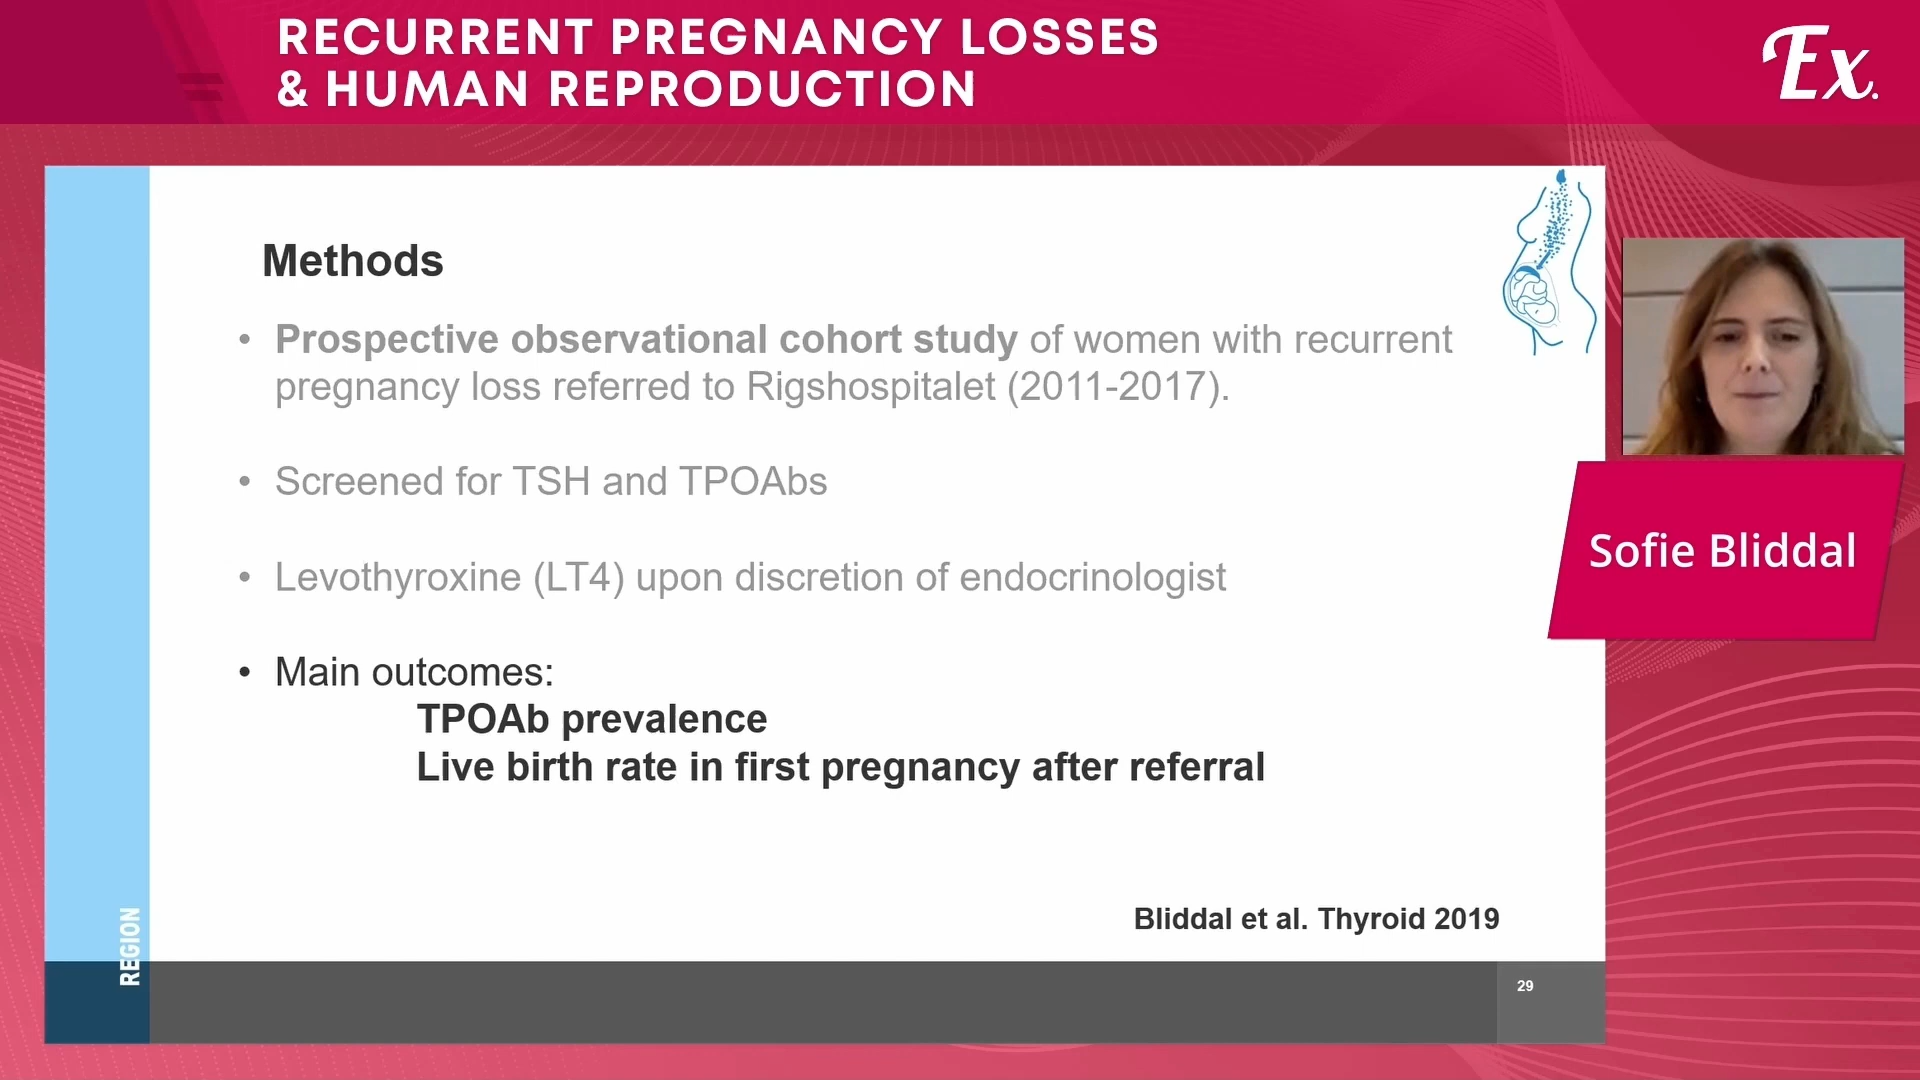 RECURRENT PREGNANCY LOSSES
& HUMAN REPRODUCTION
Ex.
Methods
• Prospective observational cohort study of women with recurrent
pregnancy loss referred to Rigshospitalet (2011-2017).
• Screened for TSH and TPOAbs
• Levothyroxine (LT4) upon discretion of endocrinologist
• Main outcomes:
TPOAb prevalence
Live birth rate in first pregnancy after referral
Bliddal et al. Thyroid 2019
REGION
29
Sofie Bliddal